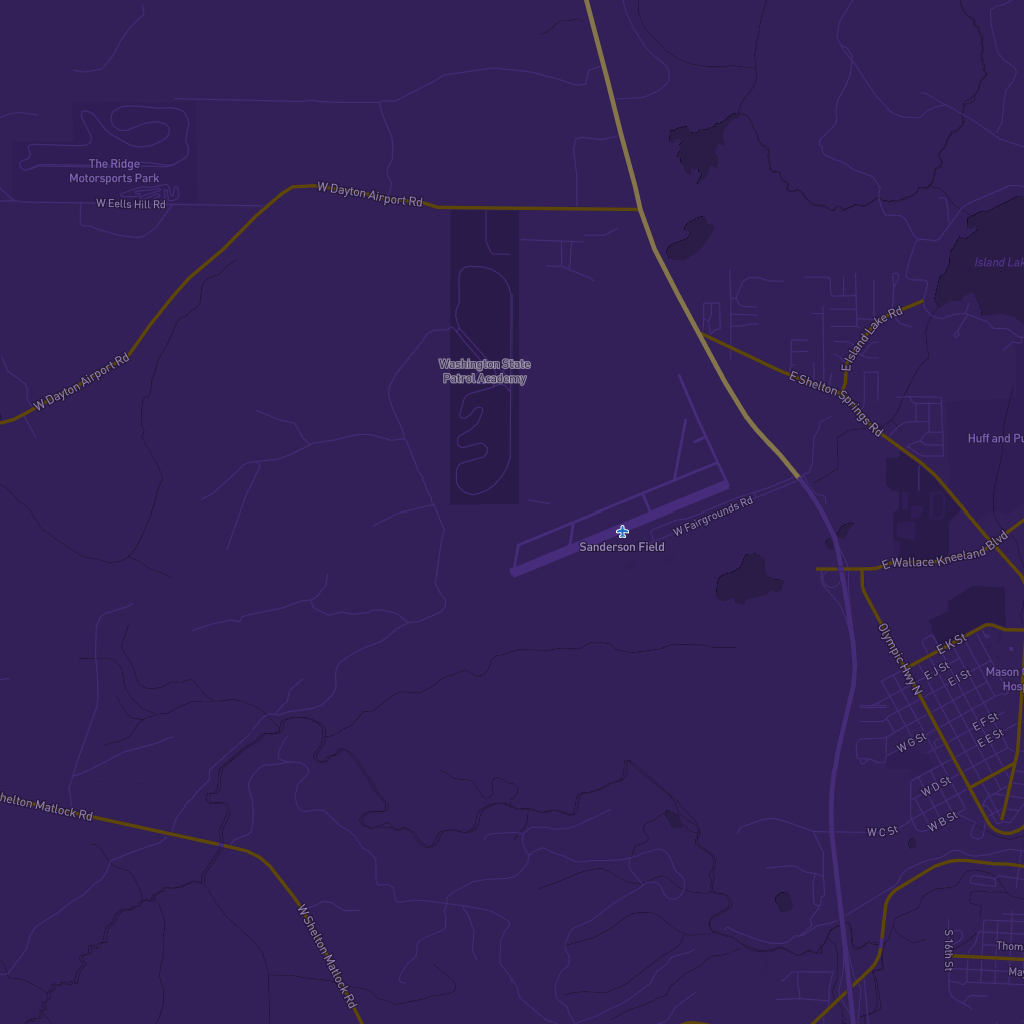 The Ridge
Motorsports Park
W Eells Hill Rd
W Dayton Airport Rd
Island Lak
E Island Lake Rd
Washington State
Patrol Academy
W Dayton Airport Rd
E Shelton Springs Rd
Huff and Pu
W Fairgrounds Rd
Sanderson Field
E Wallace Kneeland Blvd
Olympic Hwy N
E K St
E J St
E I St
Mason
Hosp
E F St
E E St
W G St
W D St
W B St
W C St
Shelton Matlock Rd
W Shelton Matlock Rd
S 16th St
Thom
May